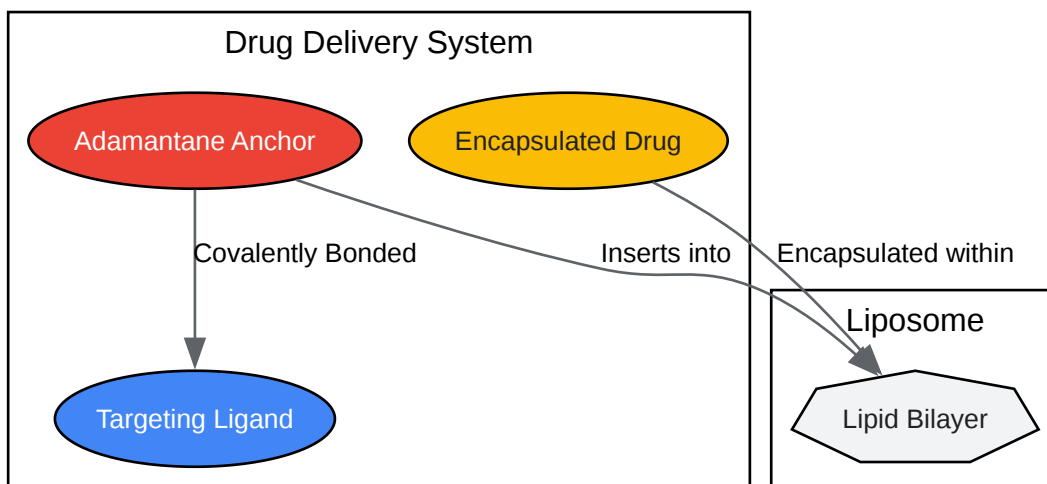 Drug Delivery System
Adamantane Anchor
Encapsulated Drug
Covalently Bonded
Inserts into
Encapsulated within
Liposome
Targeting Ligand
Lipid Bilayer